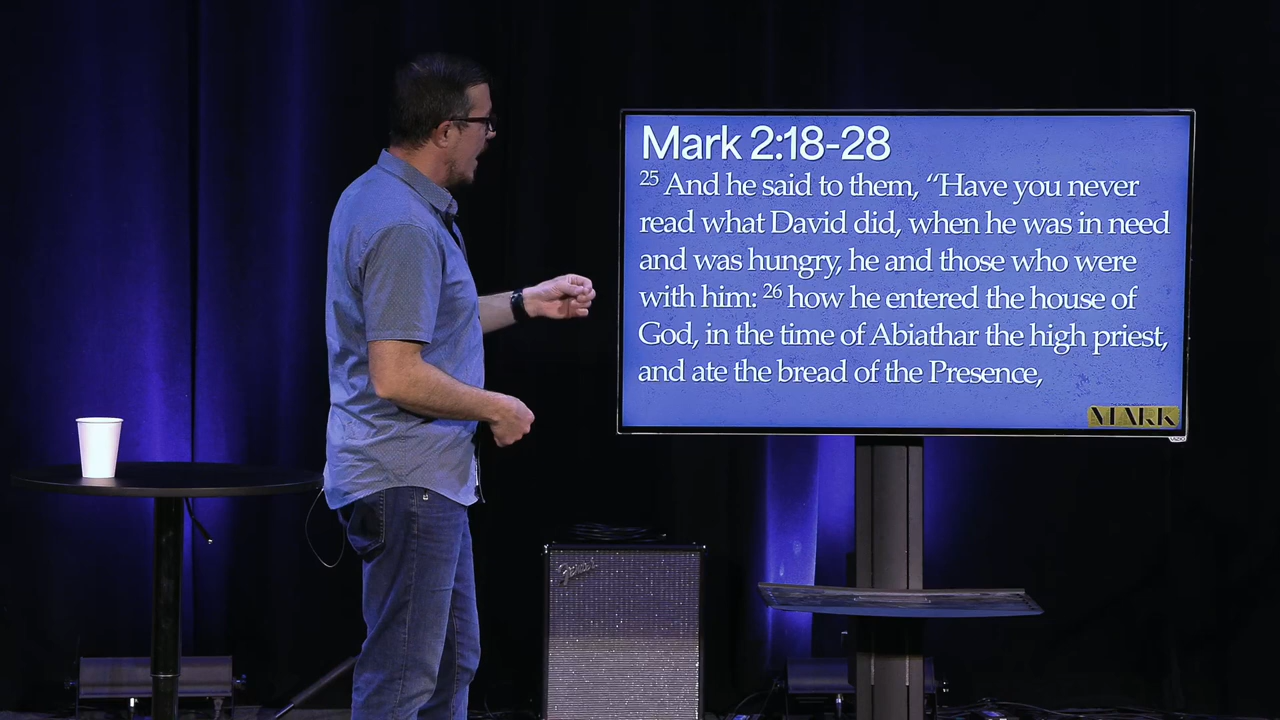 Mark 2:18-28
25 And he said to them, “Have you never
read what David did, when he was in need
and was hungry, he and those who were
with him: 26 how he entered the house of
God, in the time of Abiathar the high priest,
and ate the bread of the Presence,
MARK
VIZIO
Fender